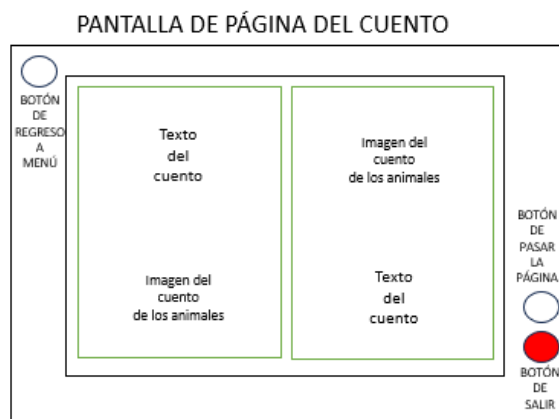 PANTALLA DE PÁGINA DEL CUENTO
BOTÓN
DE
REGRESO
A
MENÚ
Texto
del
cuento
Imagen del
cuento
de los animales
Imagen del
cuento
de los animales
Texto
del
cuento
BOTÓN
DE
PASAR
LA
PÁGINA
BOTÓN
DE
SALIR